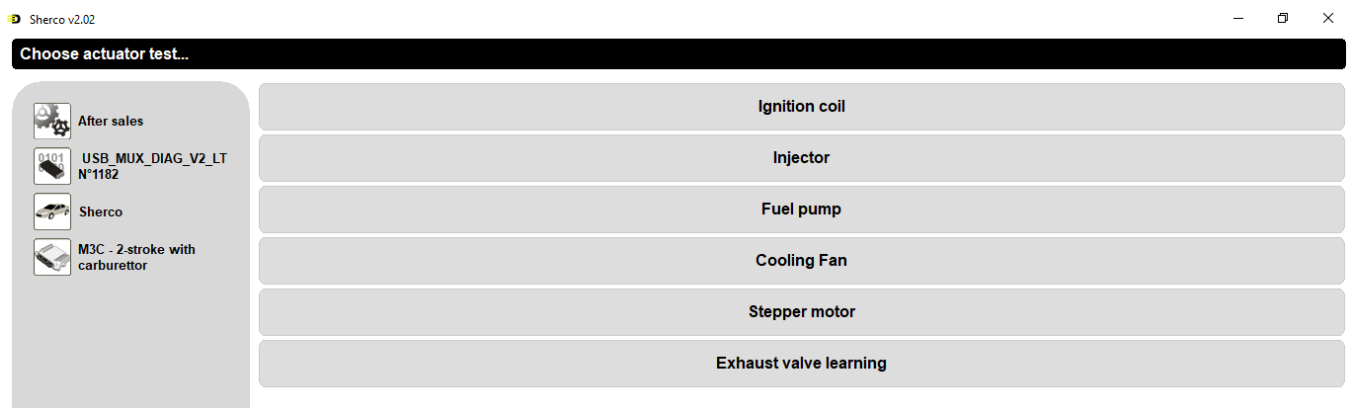 Sherco v2.02
Choose actuator test...
After sales
USB_MUX_DIAG_V2_LT
N°1182
Sherco
M3C - 2-stroke with
carburettor
Ignition coil
Injector
Fuel pump
Cooling Fan
Stepper motor
Exhaust valve learning